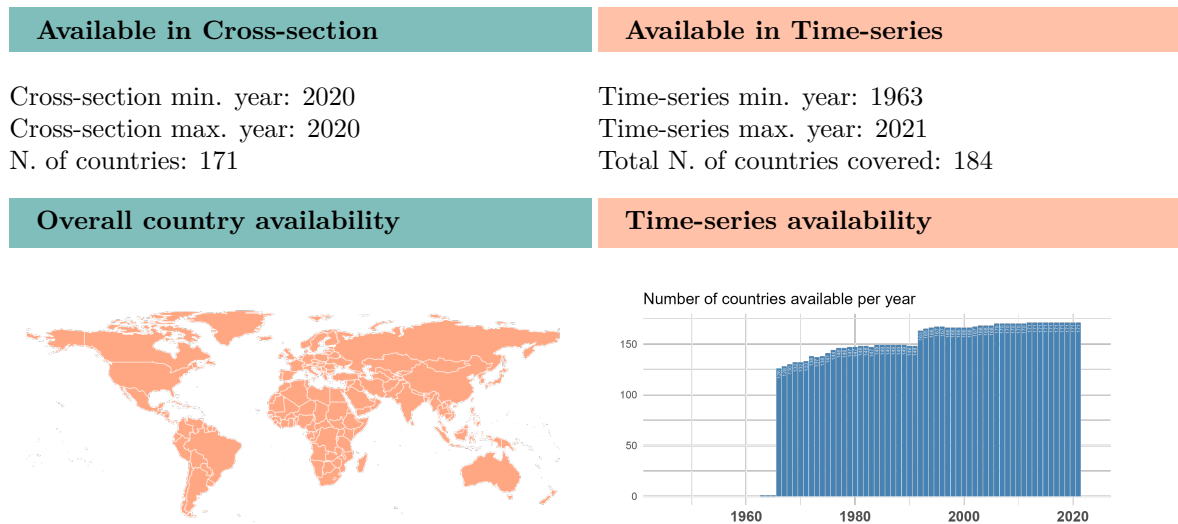 Available in Cross-section
Available in Time-series
Cross-section min. year: 2020
Cross-section max. year: 2020
N. of countries: 171
Time-series min. year: 1963
Time-series max. year: 2021
Total N. of countries covered: 184
Overall country availability
Time-series availability
Number of countries available per year
150
100
50
0
1960 1980 2000 2020